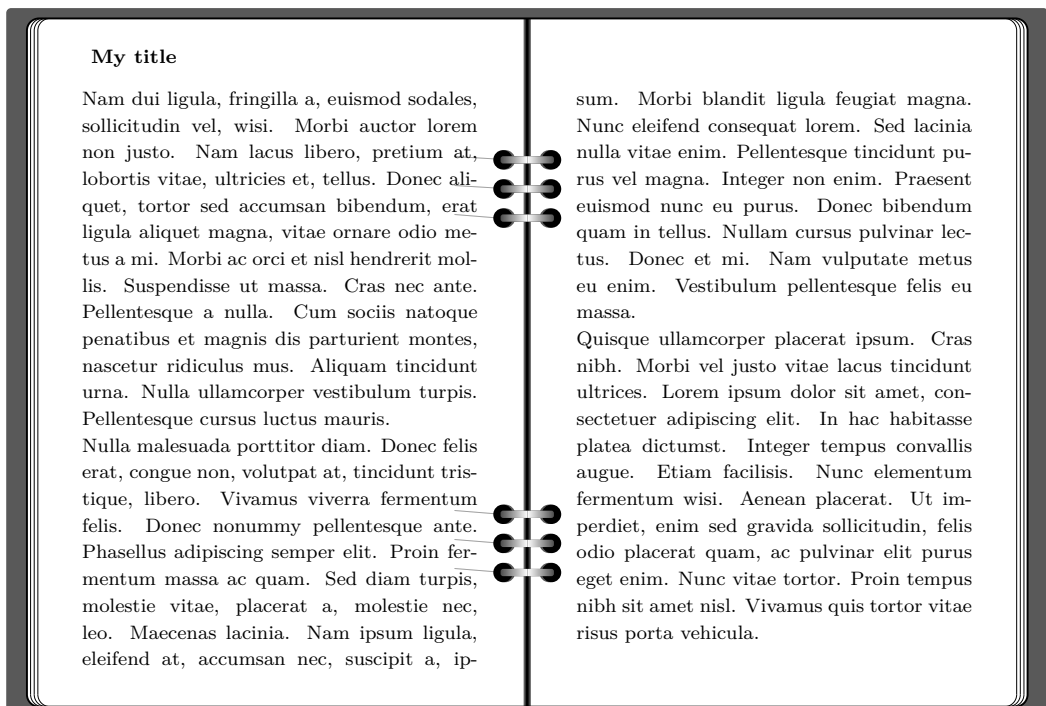 My title
Nam dui ligula, fringilla a, euismod sodales,
sollicitudin vel, wisi. Morbi auctor lorem
non justo. Nam lacus libero, pretium at,
lobortis vitae, ultricies et, tellus. Donec ali-
quet, tortor sed accumsan bibendum, erat
ligula aliquet magna, vitae ornare odio me-
tus a mi. Morbi ac orci et nisl hendrerit mol-
lis. Suspendisse ut massa. Cras nec ante.
Pellentesque a nulla. Cum sociis natoque
penatibus et magnis dis parturient montes,
nascetur ridiculus mus. Aliquam tincidunt
urna. Nulla ullamcorper vestibulum turpis.
Pellentesque cursus luctus mauris.
Nulla malesuada porttitor diam. Donec felis
erat, congue non, volutpat at, tincidunt tris-
tique, libero. Vivamus viverra fermentum
felis. Donec nonummy pellentesque ante.
Phasellus adipiscing semper elit. Proin fer-
mentum massa ac quam. Sed diam turpis,
molestie vitae, placerat a, molestie nec,
leo. Maecenas lacinia. Nam ipsum ligula,
eleifend at, accumsan nec, suscipit a, ip-
sum. Morbi blandit ligula feugiat magna.
Nunc eleifend consequat lorem. Sed lacinia
nulla vitae enim. Pellentesque tincidunt pu-
rus vel magna. Integer non enim. Praesent
euismod nunc eu purus. Donec bibendum
quam in tellus. Nullam cursus pulvinar lec-
tus. Donec et mi. Nam vulputate metus
eu enim. Vestibulum pellentesque felis eu
massa.
Quisque ullamcorper placerat ipsum. Cras
nibh. Morbi vel justo vitae lacus tincidunt
ultrices. Lorem ipsum dolor sit amet, con-
sectetuer adipiscing elit. In hac habitasse
platea dictumst. Integer tempus convallis
augue. Etiam facilisis. Nunc elementum
fermentum wisi. Aenean placerat. Ut im-
perdiet, enim sed gravida sollicitudin, felis
odio placerat quam, ac pulvinar elit purus
eget enim. Nunc vitae tortor. Proin tempus
nibh sit amet nisl. Vivamus quis tortor vitae
risus porta vehicula.